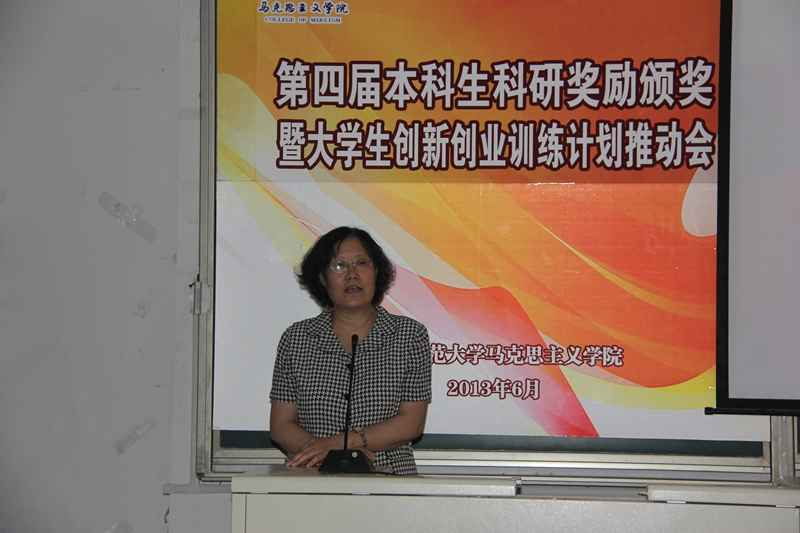 马克思主义学院
COLLEGE OF MARXISM
第四届本科生科研奖励颁奖
暨大学生创新创业训练计划推动会
范大学马克思主义学院
2013年6月